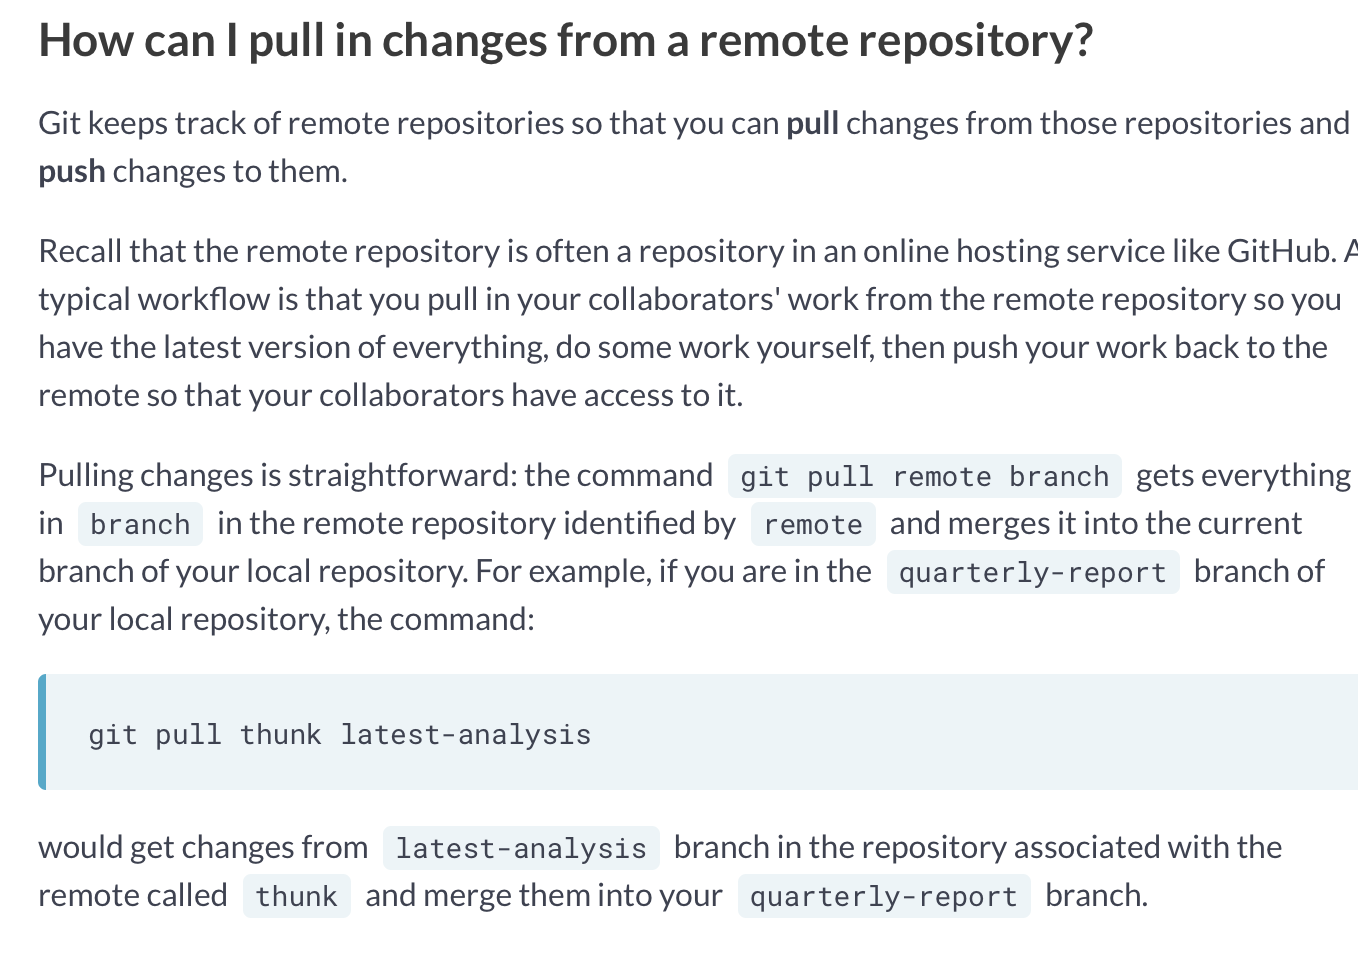 How can I pull in changes from a remote repository?
Git keeps track of remote repositories so that you can pull changes from those repositories and
push changes to them.
Recall that the remote repository is often a repository in an online hosting service like GitHub. A
typical workflow is that you pull in your collaborators' work from the remote repository so you
have the latest version of everything, do some work yourself, then push your work back to the
remote so that your collaborators have access to it.
Pulling changes is straightforward: the command git pull remote branch gets everything
in branch in the remote repository identified by remote and merges it into the current
branch of your local repository. For example, if you are in the quarterly-report branch of
your local repository, the command:
git pull thunk latest-analysis
would get changes from latest-analysis branch in the repository associated with the
remote called thunk and merge them into your quarterly-report branch.